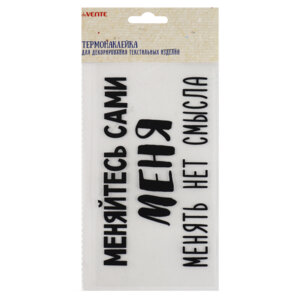 deVENTE
ТЕРМОНАКЛЕЙКА
ДЛЯ ДЕКОРИРОВАНИЯ ТЕКСТИЛЬНЫХ ИЗДЕЛИЙ
МЕНЯЙТЕСЬ САМИ
МЕНЯ
МЕНЯТЬ НЕТ СМЫСЛА